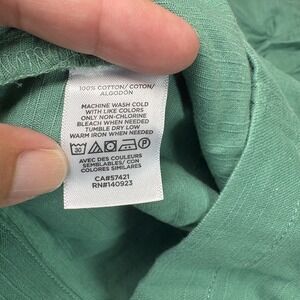 100% COTTON/ COTON/
ALGODÓN
MACHINE WASH COLD
WITH LIKE COLORS
ONLY NON-CHLORINE
BLEACH WHEN NEEDED
TUMBLE DRY LOW
WARM IRON WHEN NEEDED
30 P
AVEC DES COULEURS
SEMBLABLES/ CON
COLORES SIMILARES
CA#57421
RN#140923